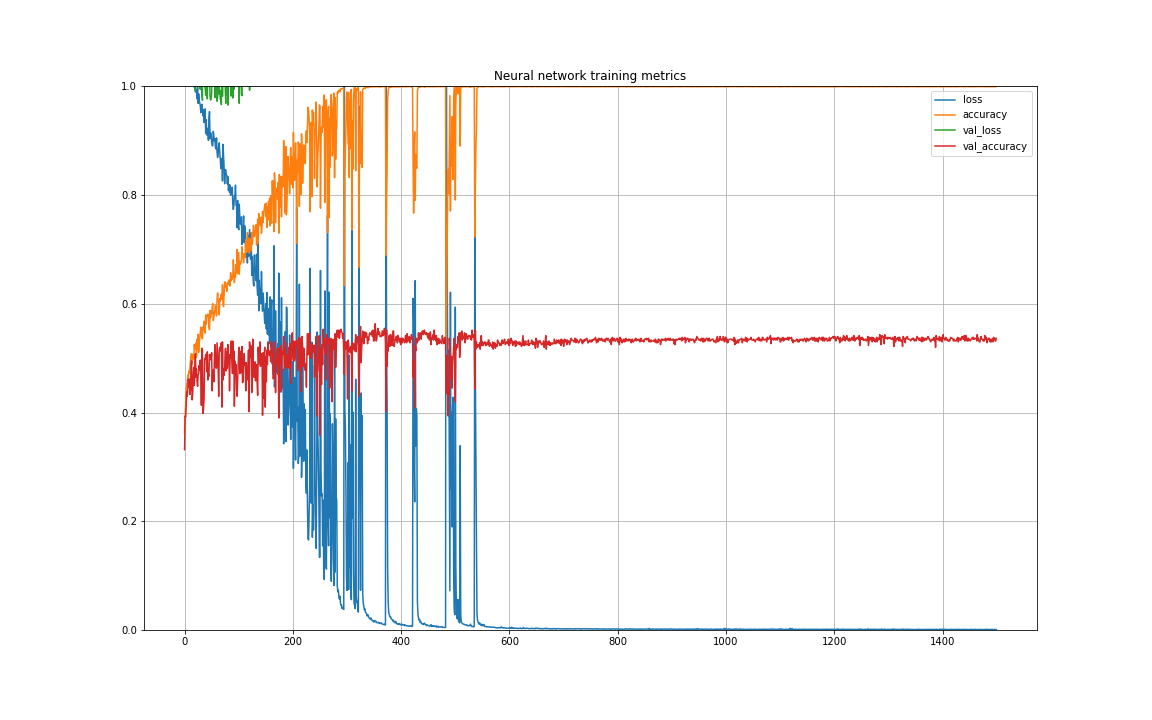 Neural network training metrics
1.0
0.8
0.6
0.4
0.2
0.0
loss
accuracy
val_loss
val_accuracy
0 200 400 600 800 1000 1200 1400